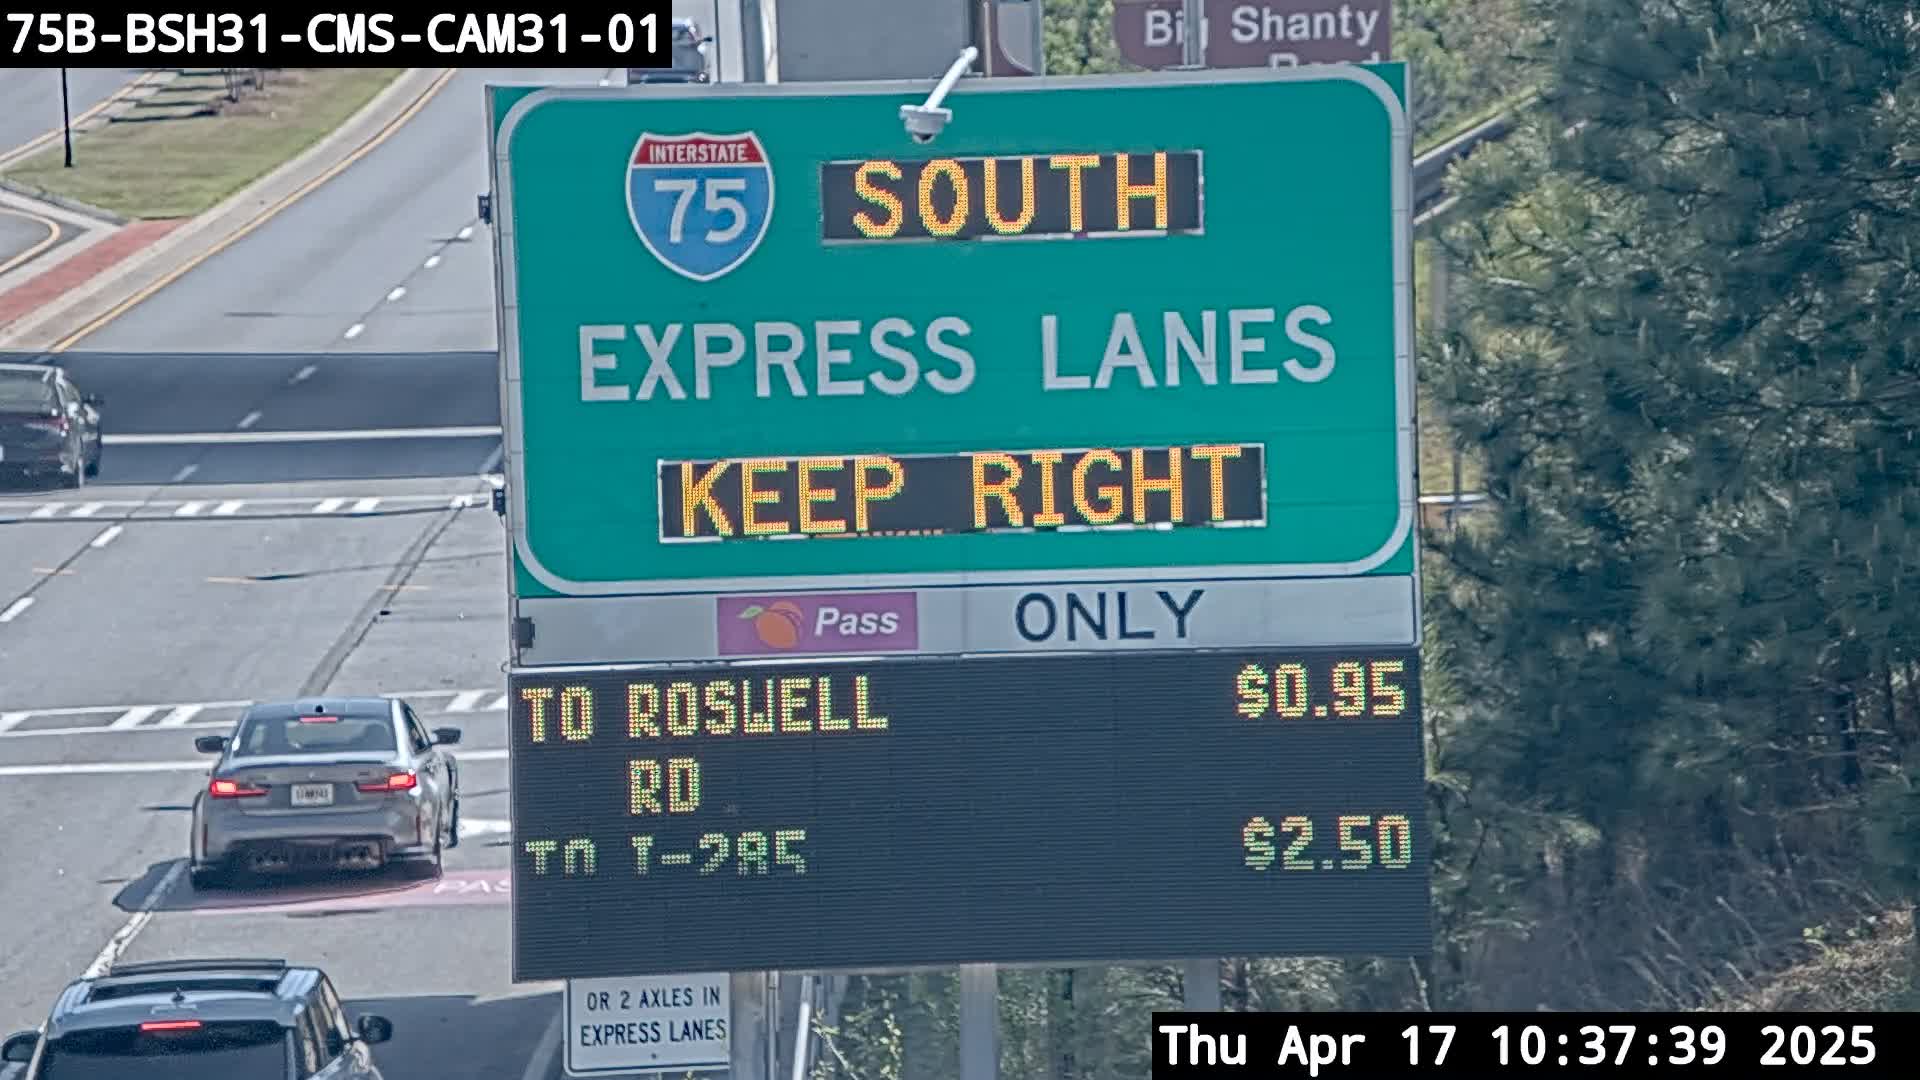 75B-BSH31-CMS-CAM31-01
Big Shanty
Road
INTERSTATE
75
SOUTH
EXPRESS LANES
KEEP RIGHT
Pass ONLY
TO ROSWELL $0.95
RD
TO I-285 $2.50
OR 2 AXLES IN
EXPRESS LANES
Thu Apr 17 10:37:39 2025